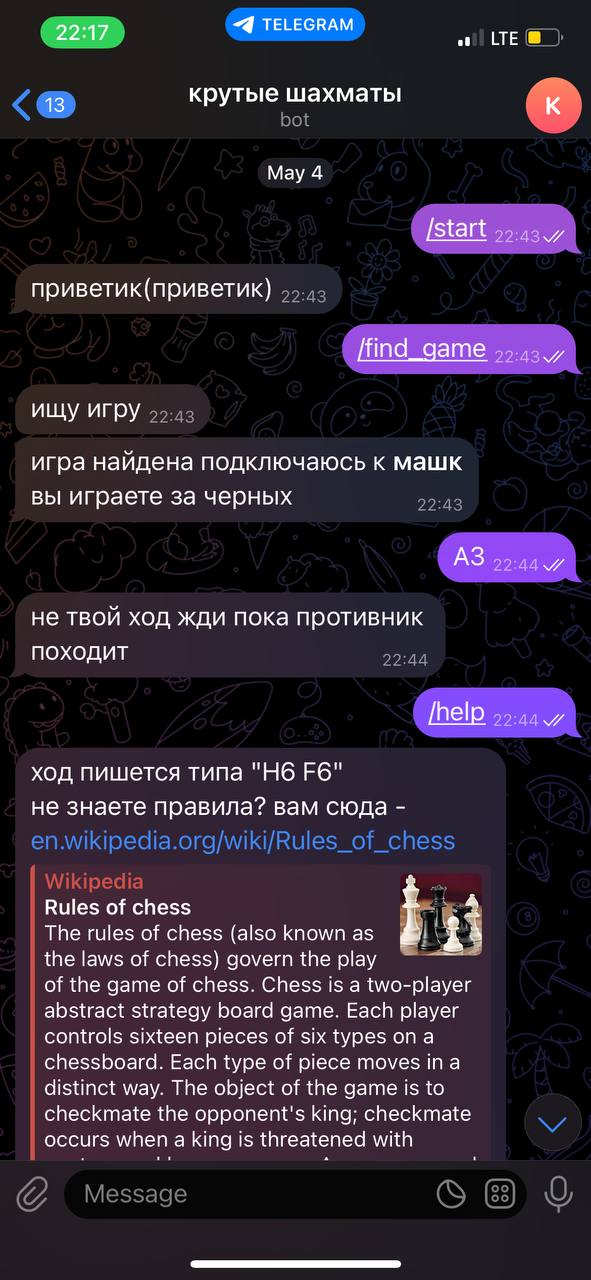 22:17
TELEGRAM
LTE
13
крутые шахматы
bot
K
May 4
/start 22:43
приветик(приветик) 22:43
/find_game 22:43
ищу игру 22:43
игра найдена подключаюсь к машк
вы играете за черных 22:43
A3 22:44
не твой ход жди пока противник
походит 22:44
/help 22:44
ход пишется типа "H6 F6"
не знаете правила? вам сюда -
en.wikipedia.org/wiki/Rules_of_chess
Wikipedia
Rules of chess
The rules of chess (also known as
the laws of chess) govern the play
of the game of chess. Chess is a two-player
abstract strategy board game. Each player
controls sixteen pieces of six types on a
chessboard. Each type of piece moves in a
distinct way. The object of the game is to
checkmate the opponent's king; checkmate
occurs when a king is threatened with
Message